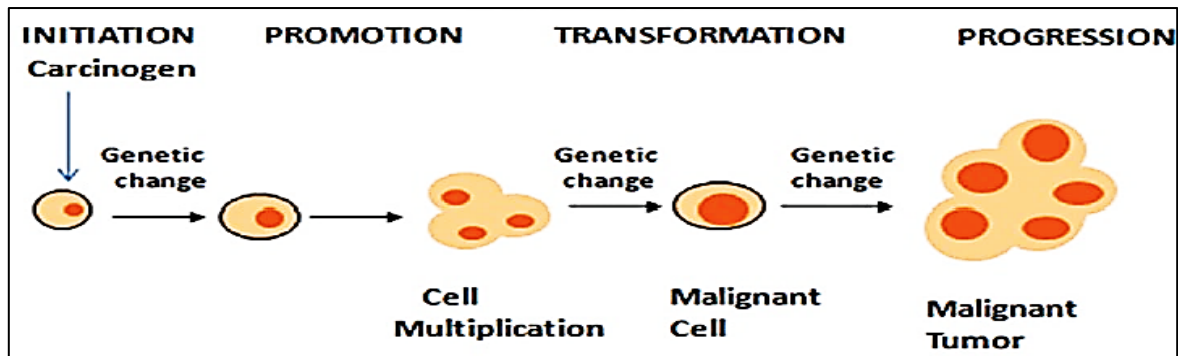 INITIATION PROMOTION TRANSFORMATION PROGRESSION
Carcinogen
Genetic
change
Genetic
change
Genetic
change
Cell
Multiplication
Malignant
Cell
Malignant
Tumor